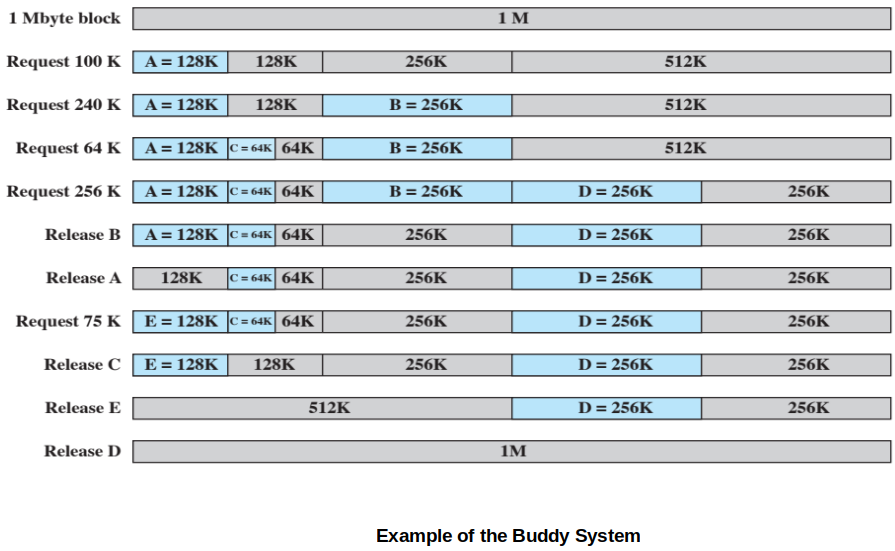 1 Mbyte block 1 M
Request 100 K A = 128K 128K 256K 512K
Request 240 K A = 128K 128K B = 256K 512K
Request 64 K A = 128K C = 64K 64K B = 256K 512K
Request 256 K A = 128K C = 64K 64K B = 256K D = 256K 256K
Release B A = 128K C = 64K 64K 256K D = 256K 256K
Release A 128K C = 64K 64K 256K D = 256K 256K
Request 75 K E = 128K C = 64K 64K 256K D = 256K 256K
Release C E = 128K 128K 256K D = 256K 256K
Release E 512K D = 256K 256K
Release D 1M
Example of the Buddy System